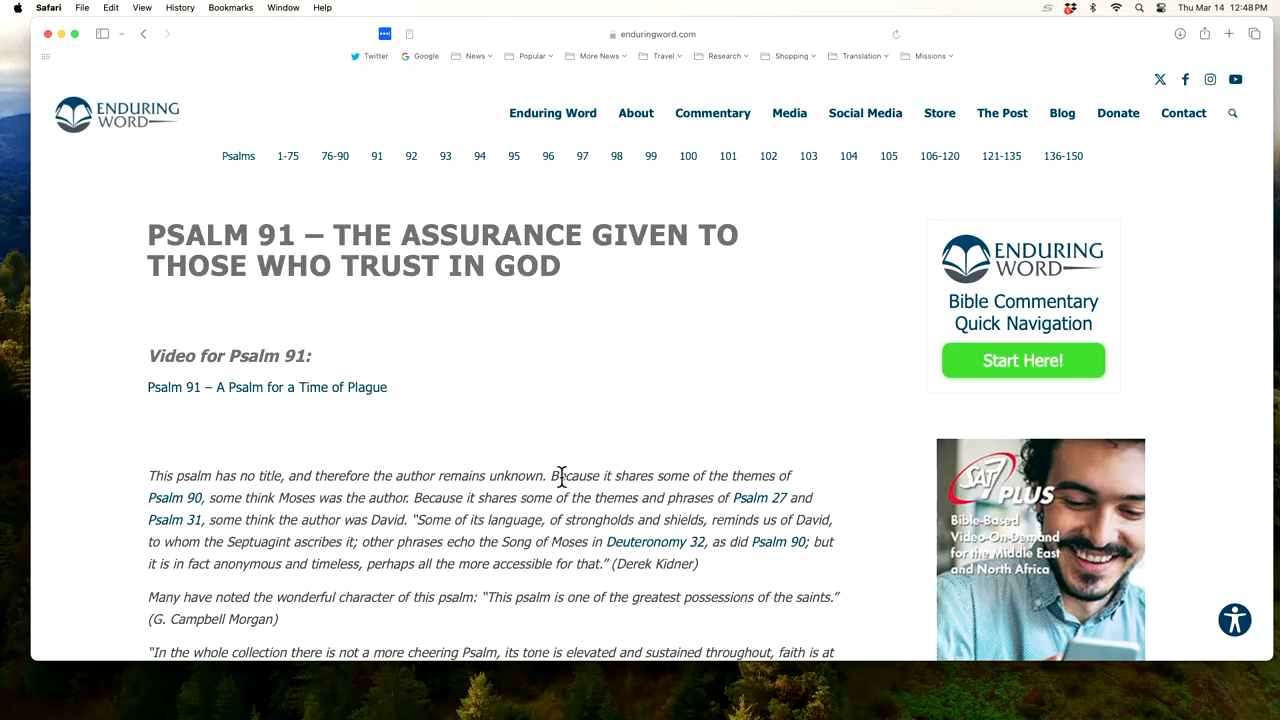 Safari File Edit View History Bookmarks Window Help Thu Mar 14 12:48 PM
enduringword.com
Twitter Google News Popular More News Travel Research Shopping Translation Missions
ENDURING WORD
Enduring Word About Commentary Media Social Media Store The Post Blog Donate Contact
Psalms 1-75 76-90 91 92 93 94 95 96 97 98 99 100 101 102 103 104 105 106-120 121-135 136-150
PSALM 91 – THE ASSURANCE GIVEN TO
THOSE WHO TRUST IN GOD
Video for Psalm 91:
Psalm 91 – A Psalm for a Time of Plague
This psalm has no title, and therefore the author remains unknown. Because it shares some of the themes of
Psalm 90, some think Moses was the author. Because it shares some of the themes and phrases of Psalm 27 and
Psalm 31, some think the author was David. “Some of its language, of strongholds and shields, reminds us of David,
to whom the Septuagint ascribes it; other phrases echo the Song of Moses in Deuteronomy 32, as did Psalm 90; but
it is in fact anonymous and timeless, perhaps all the more accessible for that.” (Derek Kidner)
Many have noted the wonderful character of this psalm: “This psalm is one of the greatest possessions of the saints.”
(G. Campbell Morgan)
“In the whole collection there is not a more cheering Psalm, its tone is elevated and sustained throughout, faith is at
ENDURING
WORD
Bible Commentary
Quick Navigation
Start Here!
SAT7
PLUS
Bible-Based
Video-On-Demand
for the Middle East
and North Africa